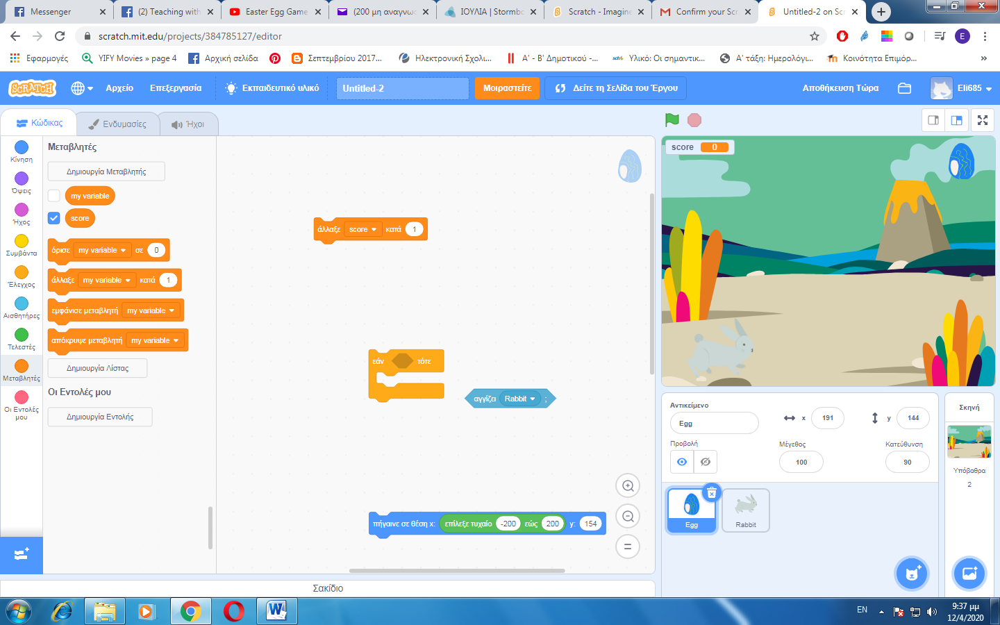 Messenger
(2) Teaching with
Easter Egg Game
(200 μη αναγνωσ
ΙΟΥΛΙΑ | Stormbo
Scratch - Imagine
Confirm your Scr
Untitled-2 on Scr
scratch.mit.edu/projects/384785127/editor
Εφαρμογές
YIFY Movies » page 4
Αρχική σελίδα
Σεπτεμβρίου 2017...
Ηλεκτρονική Σχολι...
Α' - Β' Δημοτικού -...
Υλικό: Οι σημαντικ...
Α' τάξη: Ημερολόγι...
Κοινότητα Επιμόρ...
»
SCRATCH
Αρχείο
Επεξεργασία
Εκπαιδευτικό υλικό
Untitled-2
Μοιραστείτε
Δείτε τη Σελίδα του Έργου
Αποθήκευση Τώρα
Eli685
Κώδικας
Ενδυμασίες
Ήχοι
Κίνηση
Όψεις
Ήχος
Συμβάντα
Έλεγχος
Αισθητήρες
Τελεστές
Μεταβλητές
Οι Εντολές
μου
Μεταβλητές
Δημιουργία Μεταβλητής
my variable
score
όρισε my variable σε 0
άλλαξε my variable κατά 1
εμφάνισε μεταβλητή my variable
απόκρυψε μεταβλητή my variable
Δημιουργία Λίστας
Οι Εντολές μου
Δημιουργία Εντολής
άλλαξε score κατά 1
εάν τότε
αγγίζει Rabbit ;
πήγαινε σε θέση x: επίλεξε τυχαίο -200 εώς 200 y: 154
Σακίδιο
score 0
Αντικείμενο
Egg
x 191
y 144
Προβολή
Μέγεθος
100
Κατεύθυνση
90
Egg
Rabbit
Σκηνή
Υπόβαθρα
2
EN
9:37 μμ
12/4/2020